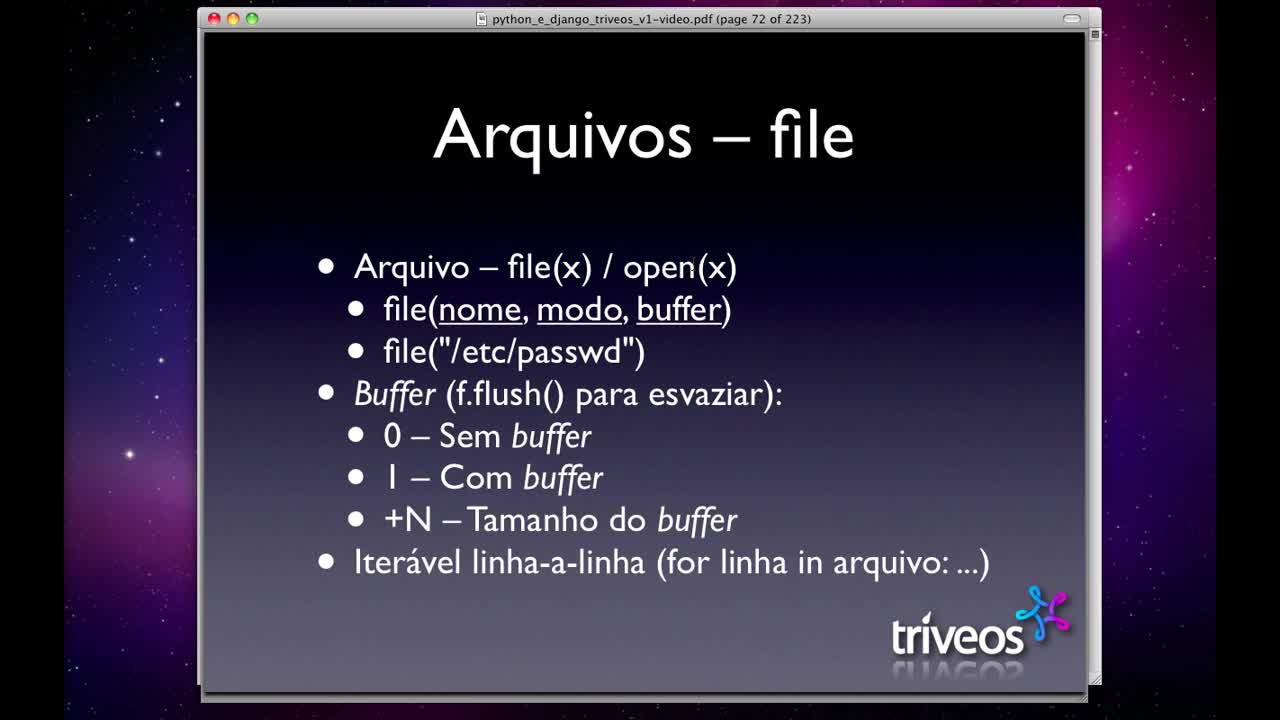 python_e_django_triveos_v1-video.pdf (page 72 of 223)
Arquivos – file
• Arquivo – file(x) / open(x)
• file(nome, modo, buffer)
• file("/etc/passwd")
• Buffer (f.flush() para esvaziar):
• 0 – Sem buffer
• 1 – Com buffer
• +N – Tamanho do buffer
• Iterável linha-a-linha (for linha in arquivo: ...)
triveos